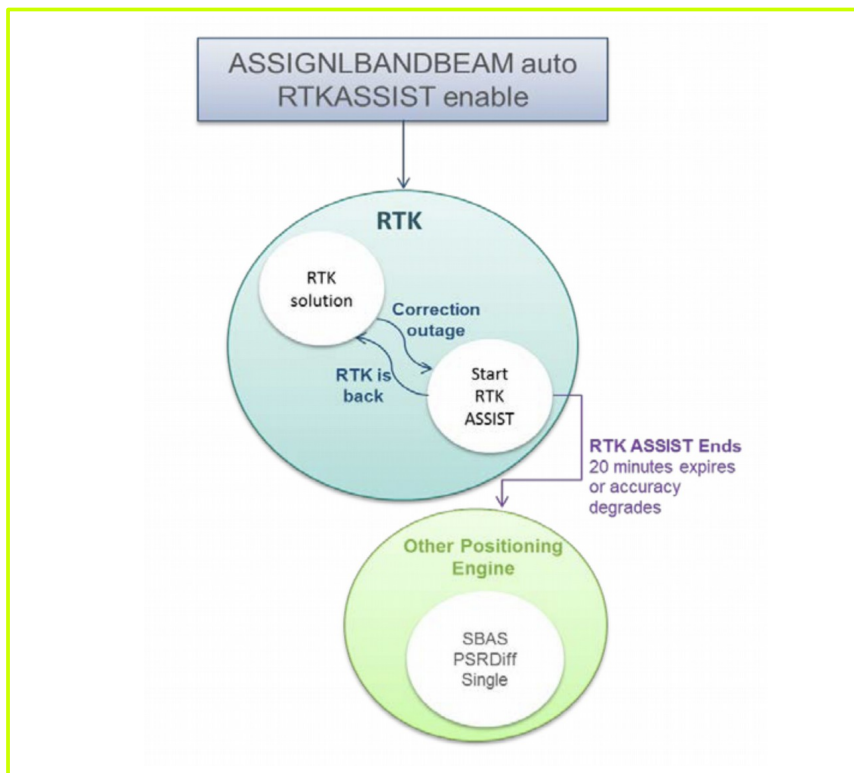 ASSIGNLBANDBEAM auto
RTKASSIST enable
RTK
RTK
solution
Correction
outage
RTK is
back
Start
RTK
ASSIST
RTK ASSIST Ends
20 minutes expires
or accuracy
degrades
Other Positioning
Engine
SBAS
PSRDiff
Single